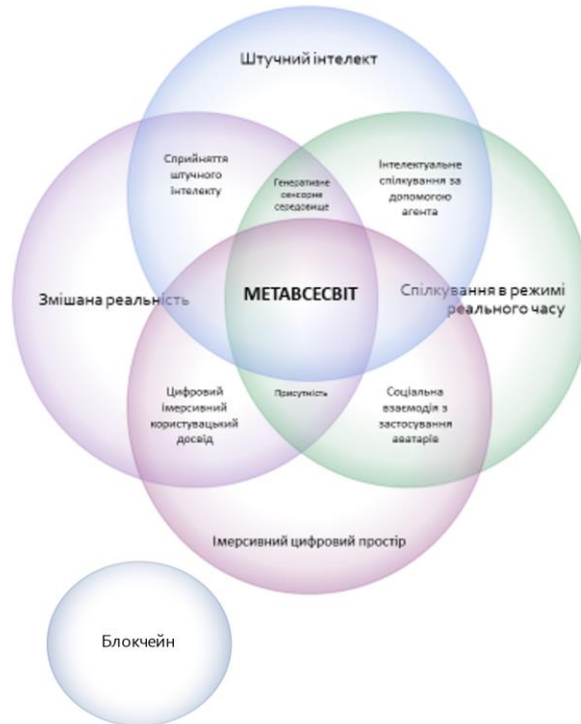 Штучний інтелект
Сприйняття
штучного
інтелекту
Генеративне
сенсорне
середовище
Інтелектуальне
спілкування за
допомогою
агента
Змішана реальність
МЕТАВСЕСВІТ
Спілкування в режимі
реального часу
Цифровий
імерсивний
користувацький
досвід
Присутність
Соціальна
взаємодія з
застосування
аватарів
Імерсивний цифровий простір
Блокчейн